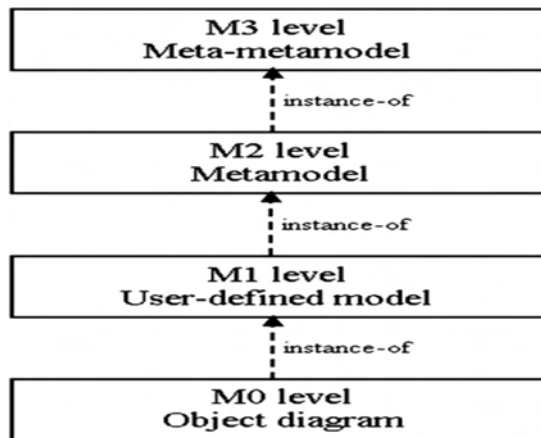 M3 level
Meta-metamodel
instance-of
M2 level
Metamodel
instance-of
M1 level
User-defined model
instance-of
M0 level
Object diagram